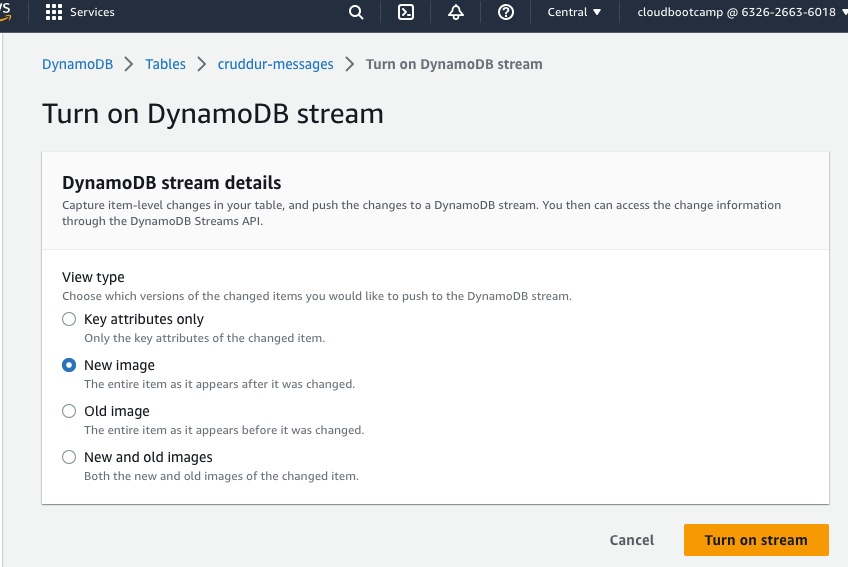 Services
Central
cloudbootcamp @ 6326-2663-6018
DynamoDB > Tables > cruddur-messages > Turn on DynamoDB stream
Turn on DynamoDB stream
DynamoDB stream details
Capture item-level changes in your table, and push the changes to a DynamoDB stream. You then can access the change information
through the DynamoDB Streams API.
View type
Choose which versions of the changed items you would like to push to the DynamoDB stream.
Key attributes only
Only the key attributes of the changed item.
New image
The entire item as it appears after it was changed.
Old image
The entire item as it appears before it was changed.
New and old images
Both the new and old images of the changed item.
Cancel
Turn on stream